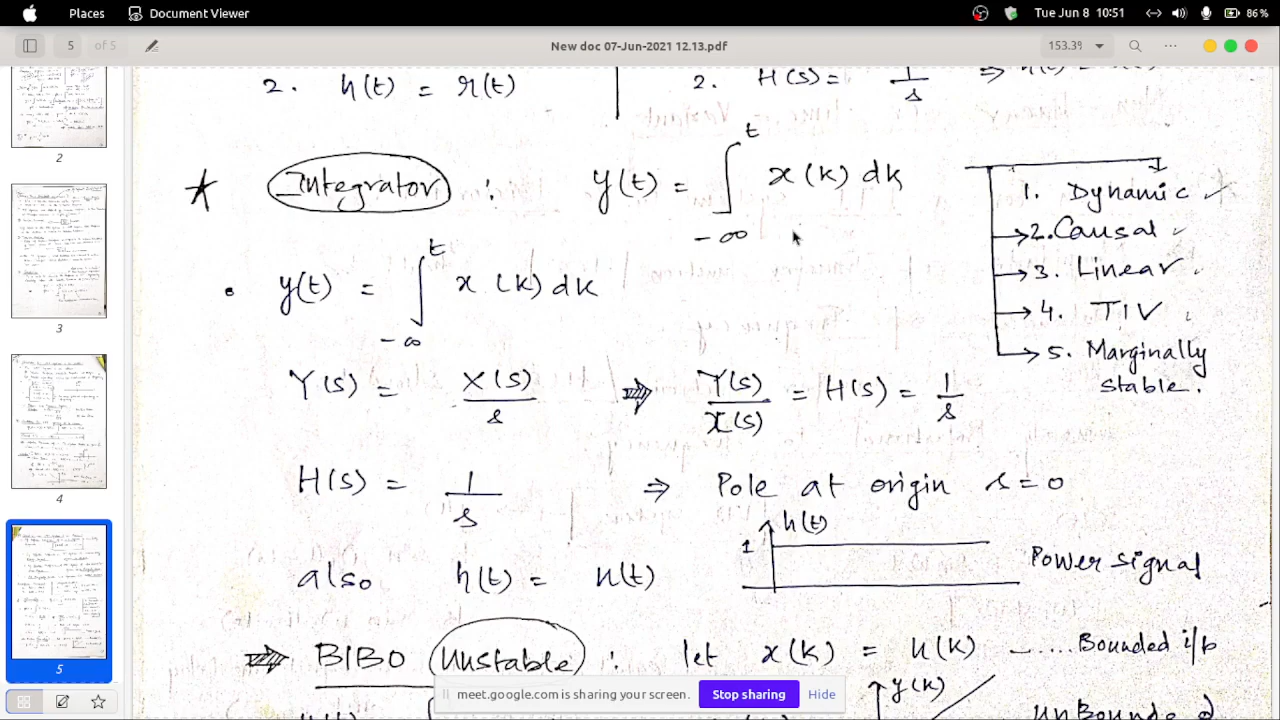 Places Document Viewer Tue Jun 8 10:51 86 %
5 of 5 New doc 07-Jun-2021 12.13.pdf 153.3%
2. h(t) = r(t) 2. H(s) = 1/s ⇒
★ Integrator : y(t) = ∫_{-∞}^{t} x(k) dk
1. Dynamic
2. Causal
3. Linear
4. TIV
5. Marginally
stable.
• y(t) = ∫_{-∞}^{t} x(k) dk
Y(s) = X(s)/s ⇒ Y(s)/X(s) = H(s) = 1/s
H(s) = 1/s ⇒ Pole at origin s = 0
also h(t) = u(t) 1 h(t) Power signal
⇒ BIBO Unstable : let x(k) = u(k) ...... Bounded i/b
y(k)
UnBounded
meet.google.com is sharing your screen. Stop sharing Hide
2
3
4
5